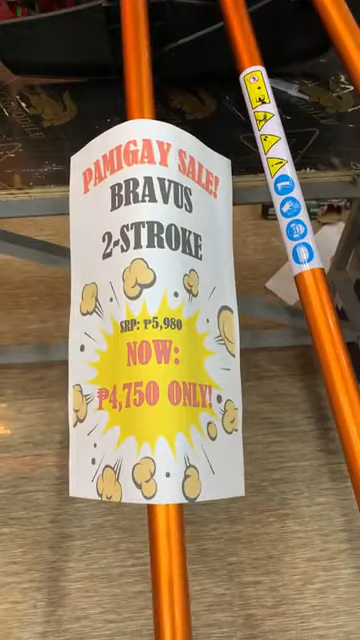 PAMIGAY SALE!
BRAVUS
2-STROKE
SRP: ₱5,980
NOW:
₱4,750 ONLY!